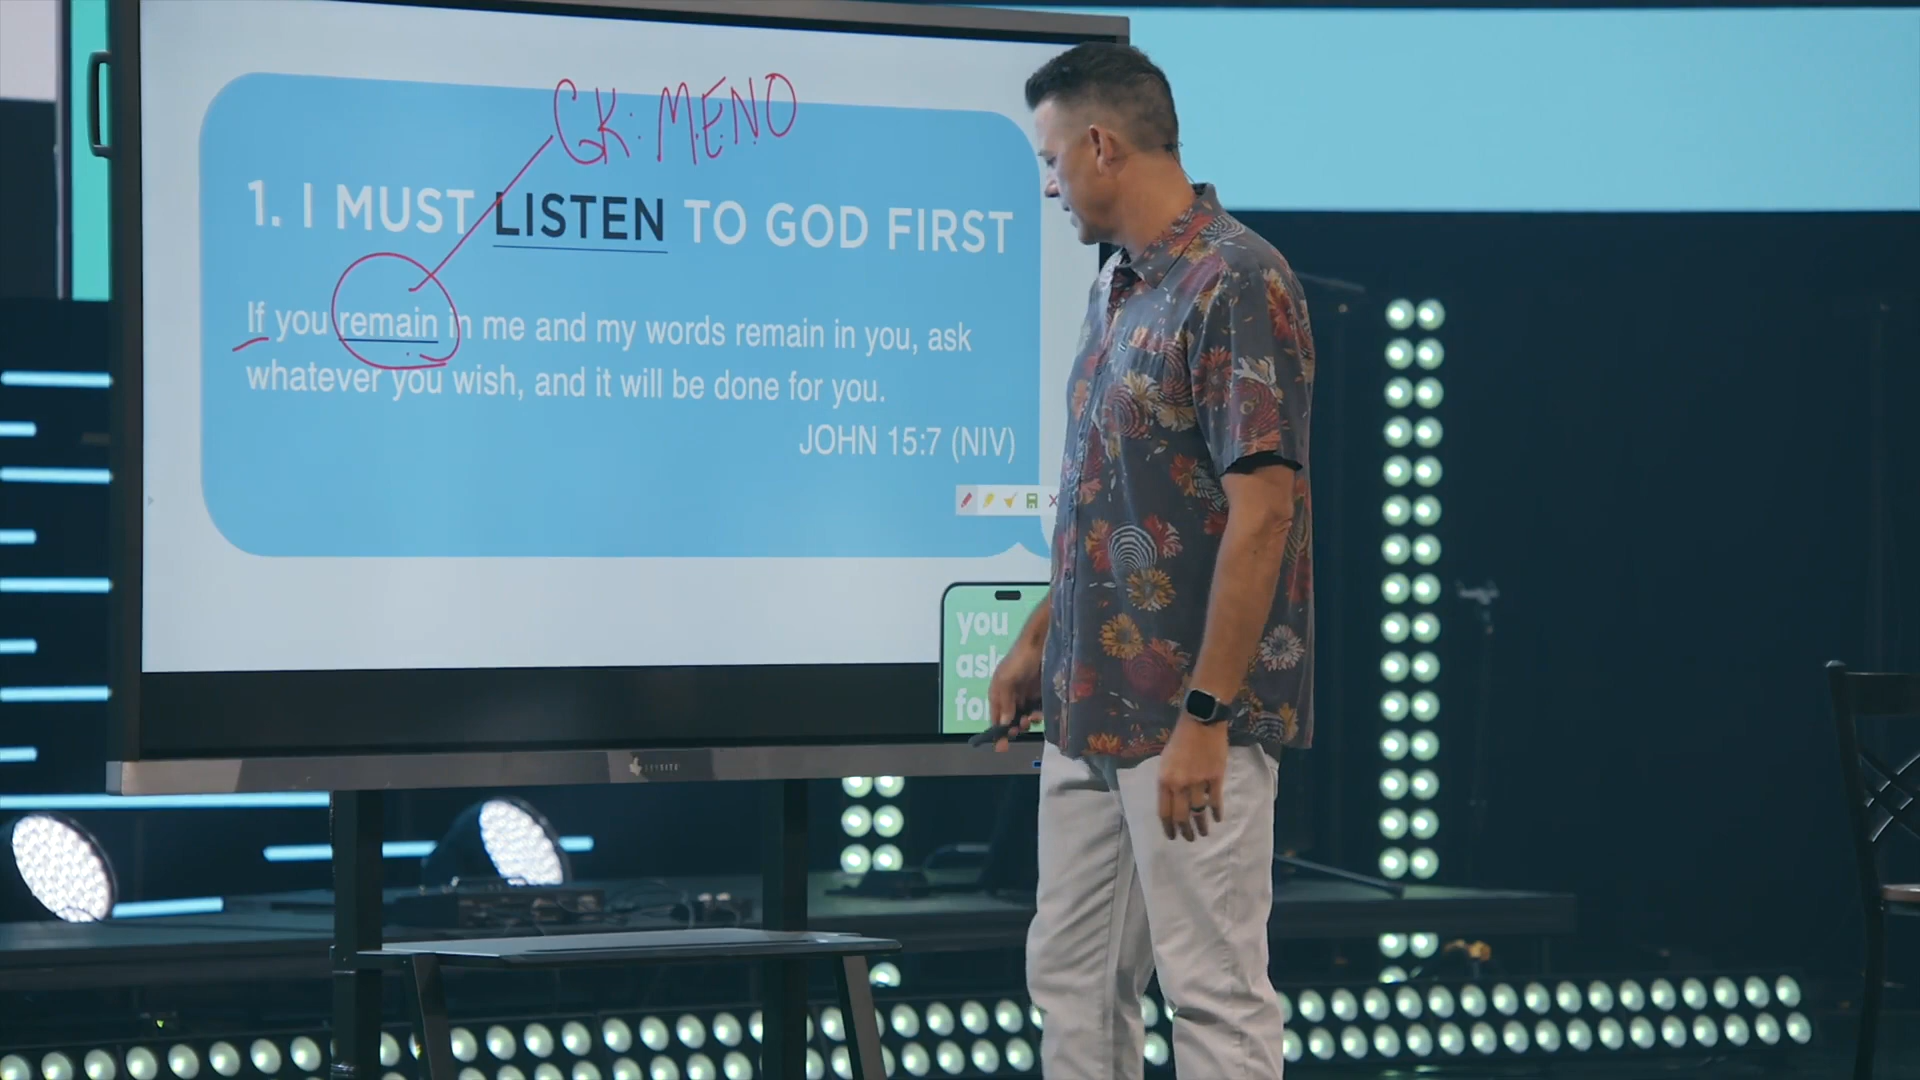 GK: MENO
1. I MUST LISTEN TO GOD FIRST
If you remain in me and my words remain in you, ask
whatever you wish, and it will be done for you.
JOHN 15:7 (NIV)
you
ask
for